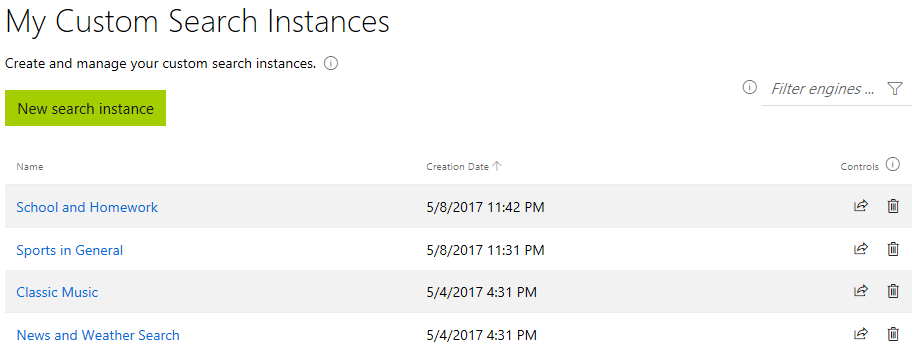 My Custom Search Instances
Create and manage your custom search instances.
New search instance
Filter engines ...
Name Creation Date Controls
School and Homework 5/8/2017 11:42 PM
Sports in General 5/8/2017 11:31 PM
Classic Music 5/4/2017 4:31 PM
News and Weather Search 5/4/2017 4:31 PM